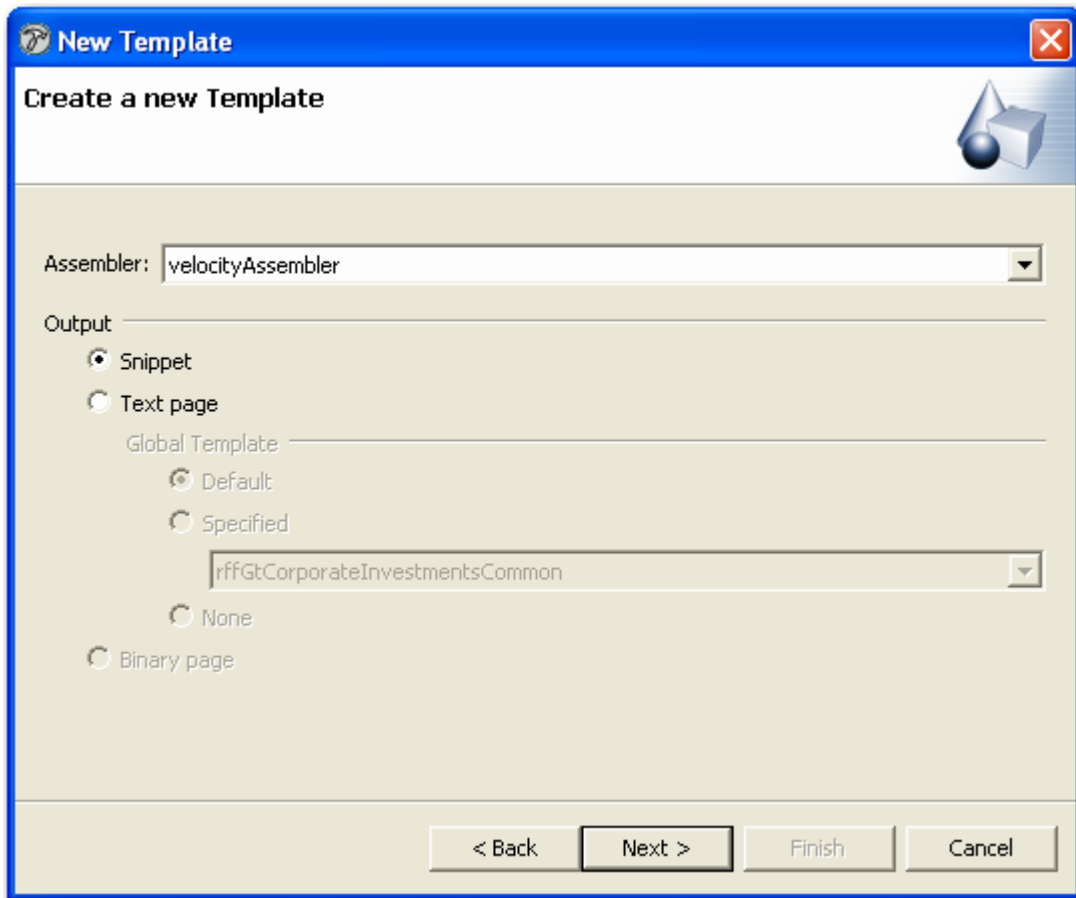 New Template
Create a new Template
Assembler: velocityAssembler
Output
Snippet
Text page
Global Template
Default
Specified
rffGtCorporateInvestmentsCommon
None
Binary page
< Back Next > Finish Cancel